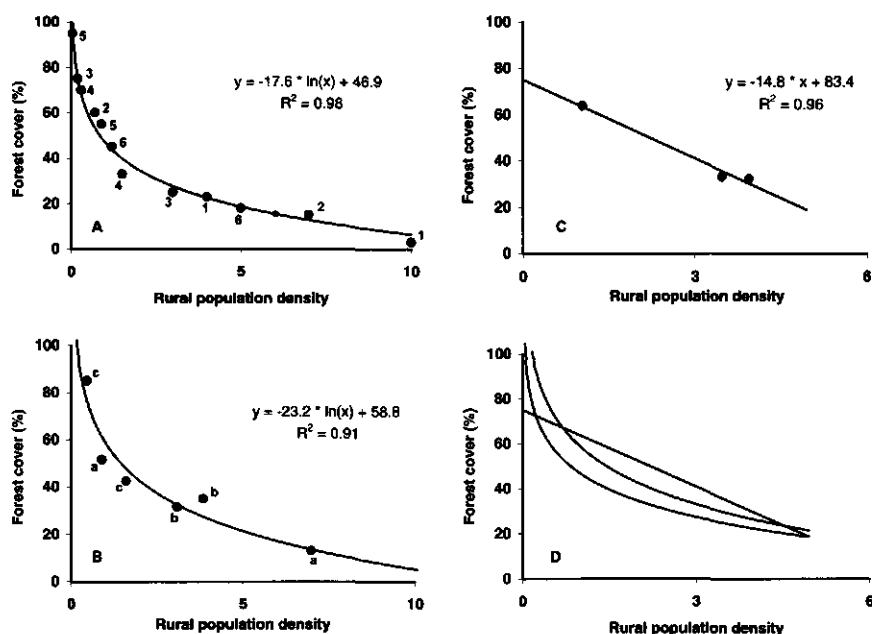 100
80
60
40
20
0
Forest cover (%)
5
3
4
2
5
6
4
3
1
6
2
1
y = -17.6 * ln(x) + 46.9
R² = 0.98
A
0 5 10
Rural population density
100
80
60
40
20
0
Forest cover (%)
y = -14.8 * x + 83.4
R² = 0.96
C
0 3 6
Rural population density
100
80
60
40
20
0
Forest cover (%)
c
a
c
b
b
a
y = -23.2 * ln(x) + 58.8
R² = 0.91
B
0 5 10
Rural population density
100
80
60
40
20
0
Forest cover (%)
D
0 3 6
Rural population density